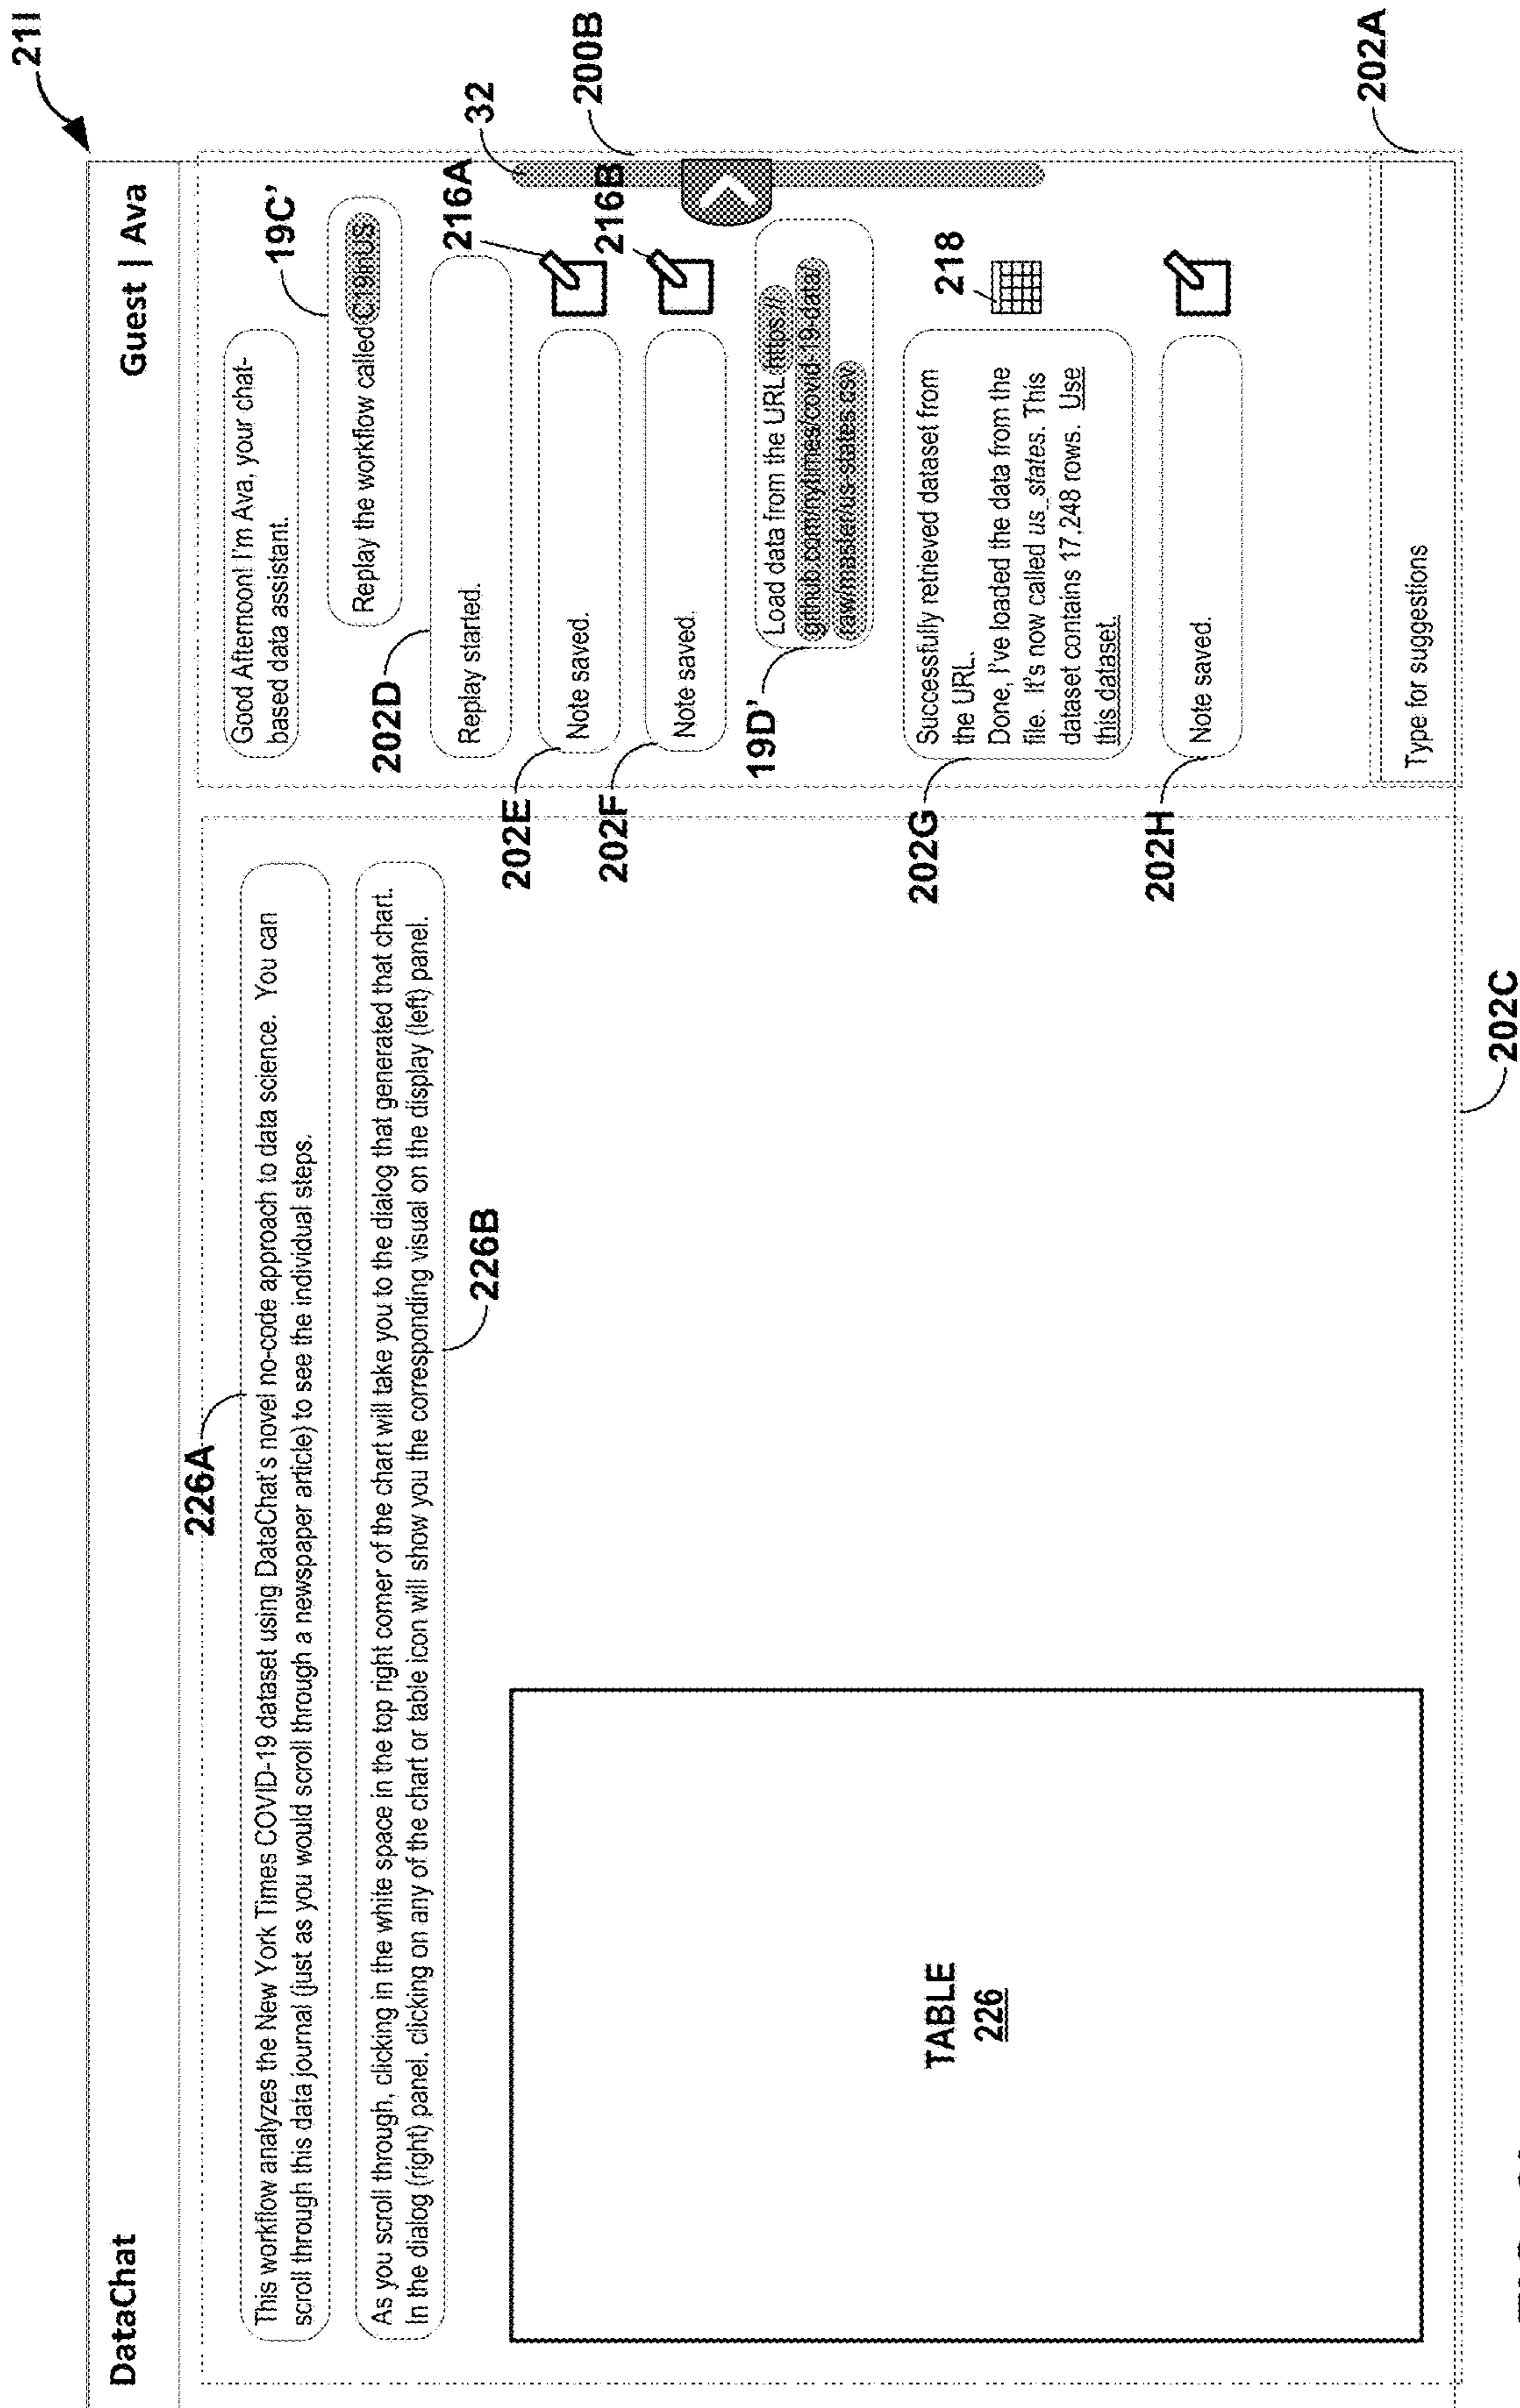 21I
DataChat
Guest | Ava
226A
This workflow analyzes the New York Times COVID-19 dataset using DataChat's novel no-code approach to data science. You can
scroll through this data journal (just as you would scroll through a newspaper article) to see the individual steps.
As you scroll through, clicking in the white space in the top right corner of the chart will take you to the dialog that generated that chart.
In the dialog (right) panel, clicking on any of the chart or table icon will show you the corresponding visual on the display (left) panel.
226B
TABLE
226
Good Afternoon! I'm Ava, your chat-
based data assistant.
19C'
Replay the workflow called C19inUS
202D
Replay started.
216A
32
202E
Note saved.
200B
216B
202F
Note saved.
19D'
Load data from the URL https://
github.com/nytimes/covid-19-data/
raw/master/us-states.csv
202G
Successfully retrieved dataset from
the URL.
Done, I've loaded the data from the
file. It's now called us_states. This
dataset contains 17,248 rows. Use
this dataset.
218
202H
Note saved.
Type for suggestions
202A
202C